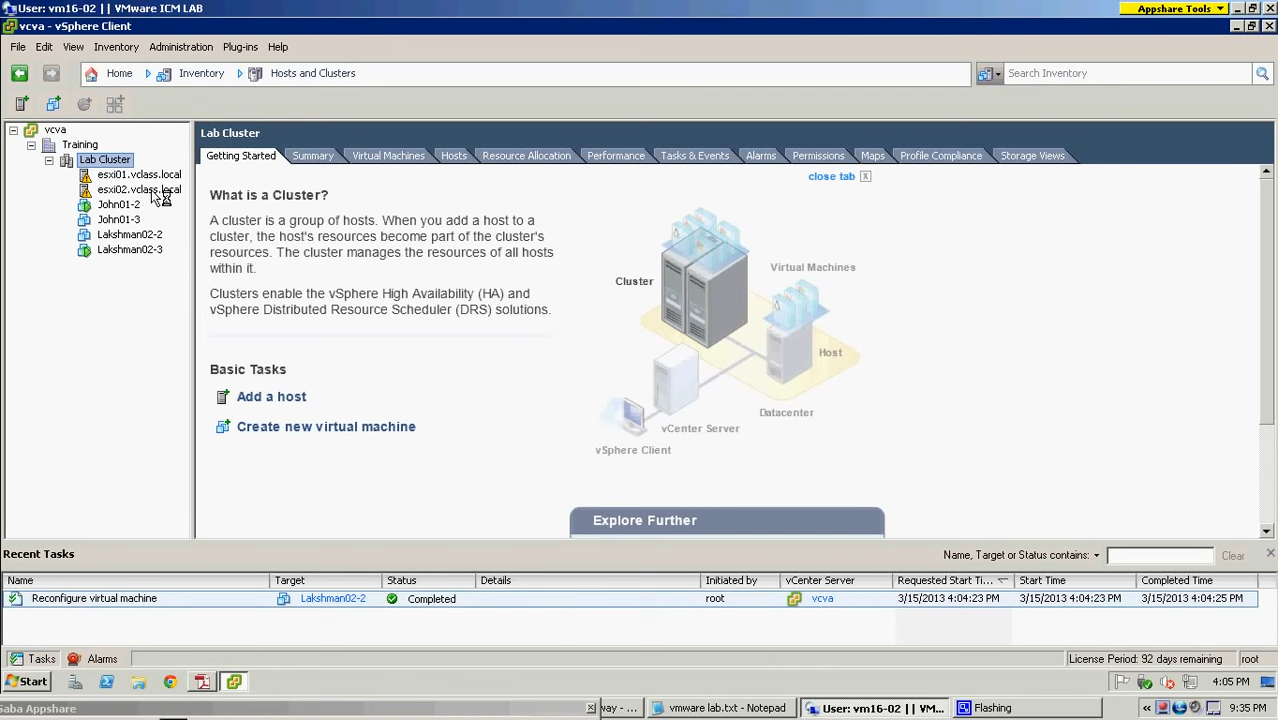 User: vm16-02 || VMware ICM LAB
Appshare Tools
vcva - vSphere Client
File Edit View Inventory Administration Plug-ins Help
Home Inventory Hosts and Clusters
Search Inventory
vcva
Training
Lab Cluster
esxi01.vclass.local
esxi02.vclass.local
John01-2
John01-3
Lakshman02-2
Lakshman02-3
Lab Cluster
Getting Started Summary Virtual Machines Hosts Resource Allocation Performance Tasks & Events Alarms Permissions Maps Profile Compliance Storage Views
close tab
What is a Cluster?
A cluster is a group of hosts. When you add a host to a
cluster, the host's resources become part of the cluster's
resources. The cluster manages the resources of all hosts
within it.
Clusters enable the vSphere High Availability (HA) and
vSphere Distributed Resource Scheduler (DRS) solutions.
Basic Tasks
Add a host
Create new virtual machine
Cluster
Virtual Machines
Host
Datacenter
vCenter Server
vSphere Client
Explore Further
Recent Tasks
Name, Target or Status contains:
Clear
Name Target Status Details Initiated by vCenter Server Requested Start Ti... Start Time Completed Time
Reconfigure virtual machine Lakshman02-2 Completed root vcva 3/15/2013 4:04:23 PM 3/15/2013 4:04:23 PM 3/15/2013 4:04:25 PM
Tasks Alarms
License Period: 92 days remaining root
Start
4:05 PM
Saba Appshare
way - ... vmware lab.txt - Notepad User: vm16-02 || VM... Flashing
9:35 PM